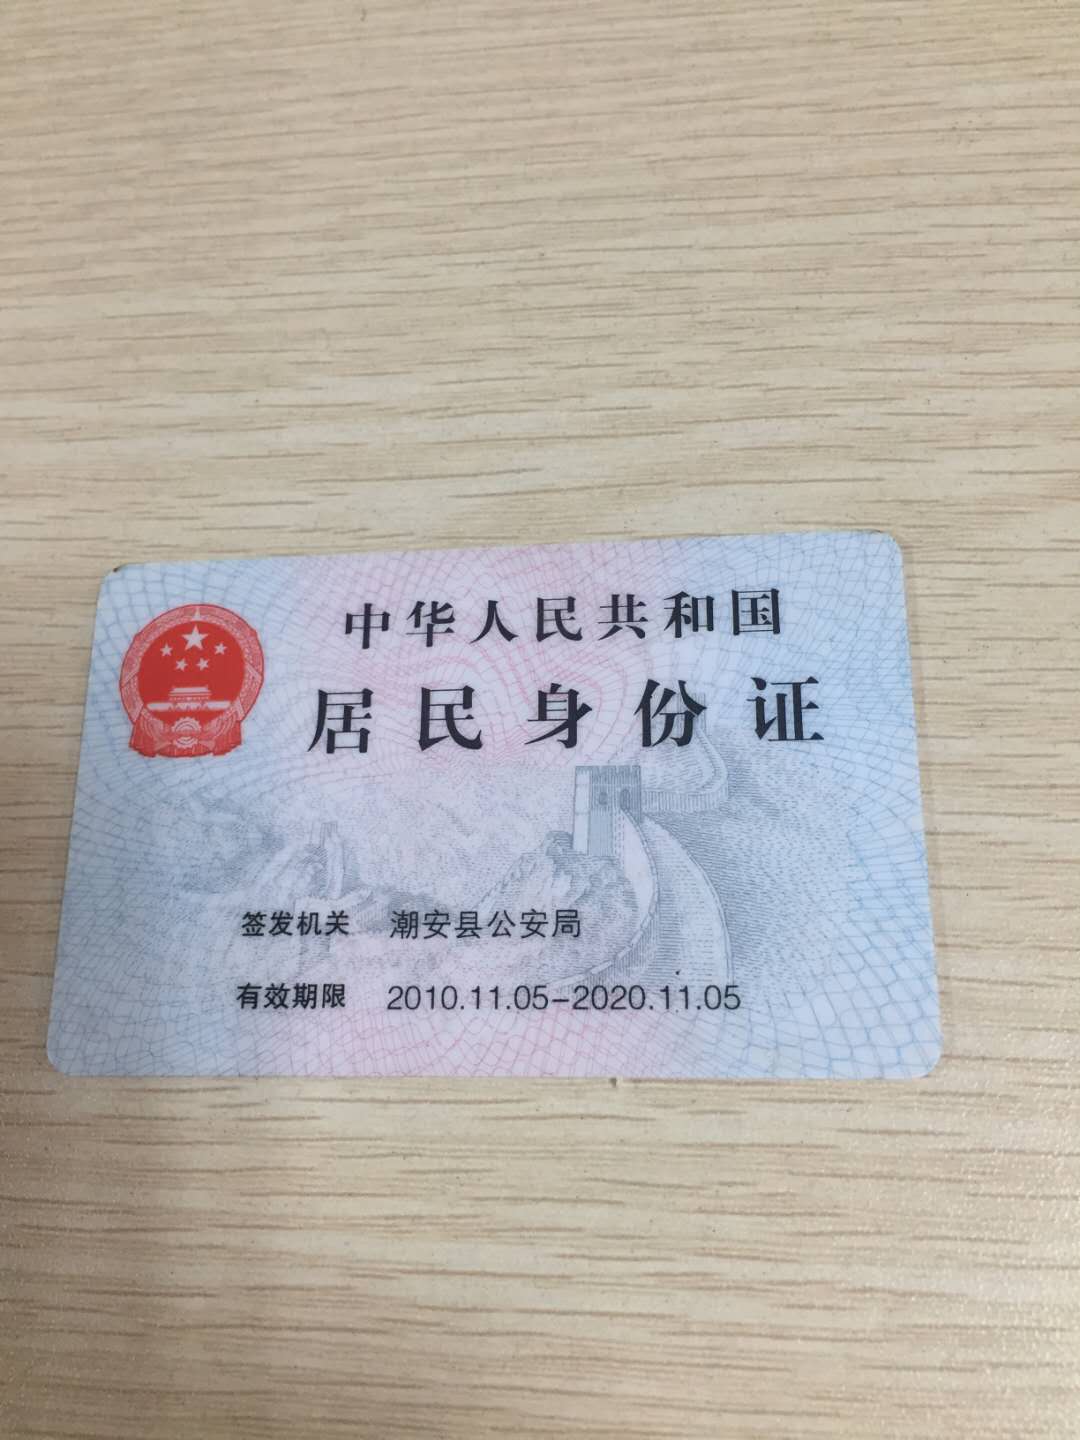 中华人民共和国
居民身份证
签发机关 潮安县公安局
有效期限 2010.11.05-2020.11.05